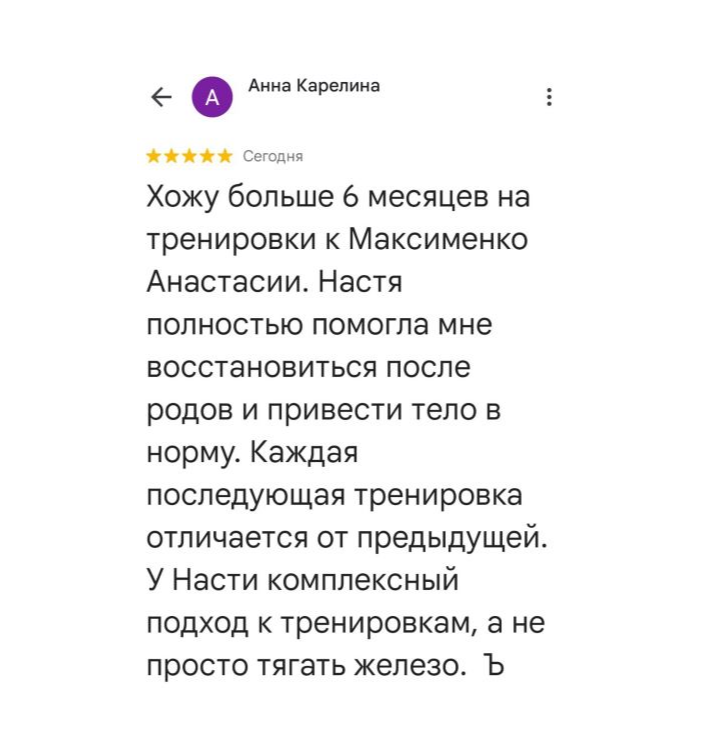 Анна Карелина
А
Сегодня
Хожу больше 6 месяцев на
тренировки к Максименко
Анастасии. Настя
полностью помогла мне
восстановиться после
родов и привести тело в
норму. Каждая
последующая тренировка
отличается от предыдущей.
У Насти комплексный
подход к тренировкам, а не
просто тягать железо.  Ъ